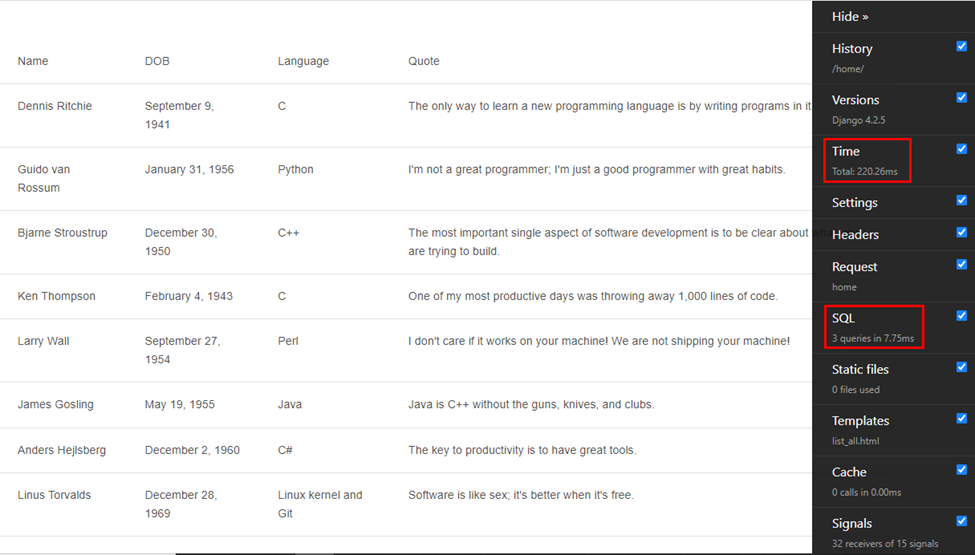 Name DOB Language Quote
Dennis Ritchie September 9, C The only way to learn a new programming language is by writing programs in it
1941
Guido van January 31, 1956 Python I'm not a great programmer; I'm just a good programmer with great habits.
Rossum
Bjarne Stroustrup December 30, C++ The most important single aspect of software development is to be clear about
1950 are trying to build.
Ken Thompson February 4, 1943 C One of my most productive days was throwing away 1,000 lines of code.
Larry Wall September 27, Perl I don't care if it works on your machine! We are not shipping your machine!
1954
James Gosling May 19, 1955 Java Java is C++ without the guns, knives, and clubs.
Anders Hejlsberg December 2, 1960 C# The key to productivity is to have great tools.
Linus Torvalds December 28, Linux kernel and Software is like sex; it's better when it's free.
1969 Git
Hide »
History
/home/
Versions
Django 4.2.5
Time
Total: 220.26ms
Settings
Headers
Request
home
SQL
3 queries in 7.75ms
Static files
0 files used
Templates
list_all.html
Cache
0 calls in 0.00ms
Signals
32 receivers of 15 signals